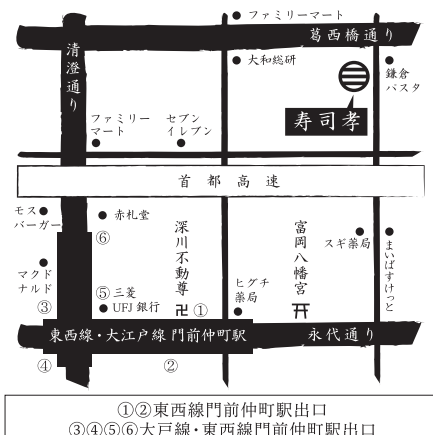 ファミリーマート
葛西橋通り
清澄通り
大和総研
鎌倉
パスタ
寿司孝
ファミリー
マート
セブン
イレブン
首都高速
モス
バーガー
赤札堂
⑥
深川不動尊
富岡八幡宮
スギ薬局
まいばすけっと
マクド
ナルド
③
⑤三菱
UFJ銀行
卍
①
ヒグチ
薬局
東西線・大江戸線 門前仲町駅
永代通り
④
②
①②東西線門前仲町駅出口
③④⑤⑥大戸線・東西線門前仲町駅出口